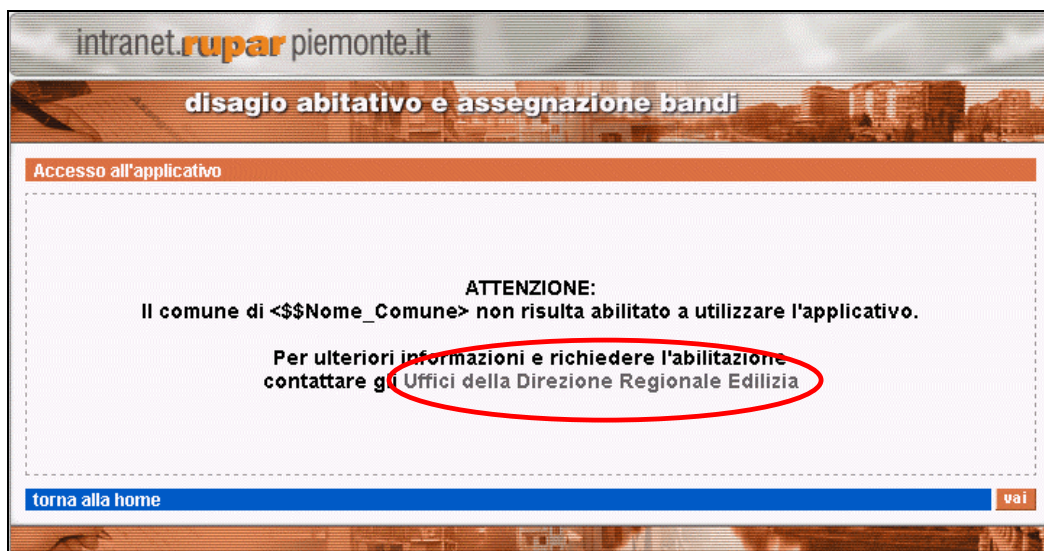 intranet.rupar piemonte.it
disagio abitativo e assegnazione bandi
Accesso all'applicativo
ATTENZIONE:
Il comune di <$$Nome_Comune> non risulta abilitato a utilizzare l'applicativo.
Per ulteriori informazioni e richiedere l'abilitazione
contattare gli Uffici della Direzione Regionale Edilizia
torna alla home
vai